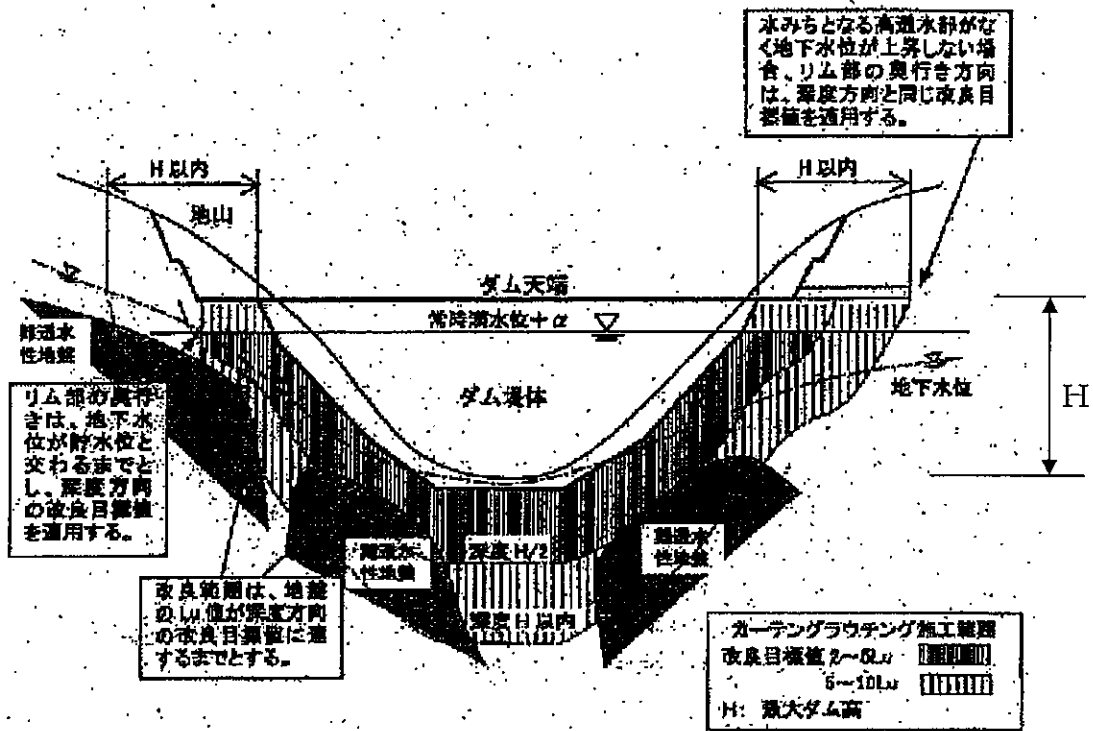 水みちとなる高透水部がな
く地下水位が上昇しない場
合、リム部の奥行き方向
は、深度方向と同じ改良目
標値を適用する。
H以内
H以内
地山
ダム天端
常時満水位+α
難透水
性地盤
ダム堤体
地下水位
H
リム部の奥行
きは、地下水
位が貯水位と
交わるまでと
し、深度方向
の改良目標値
を適用する。
難透水
性地盤
深度H/2
難透水
性地盤
深度H以内
改良範囲は、地盤
のLu値が深度方向
の改良目標値に達
するまでとする。
カーテングラウチング施工範囲
改良目標値 2～5Lu
5～10Lu
H: 最大ダム高